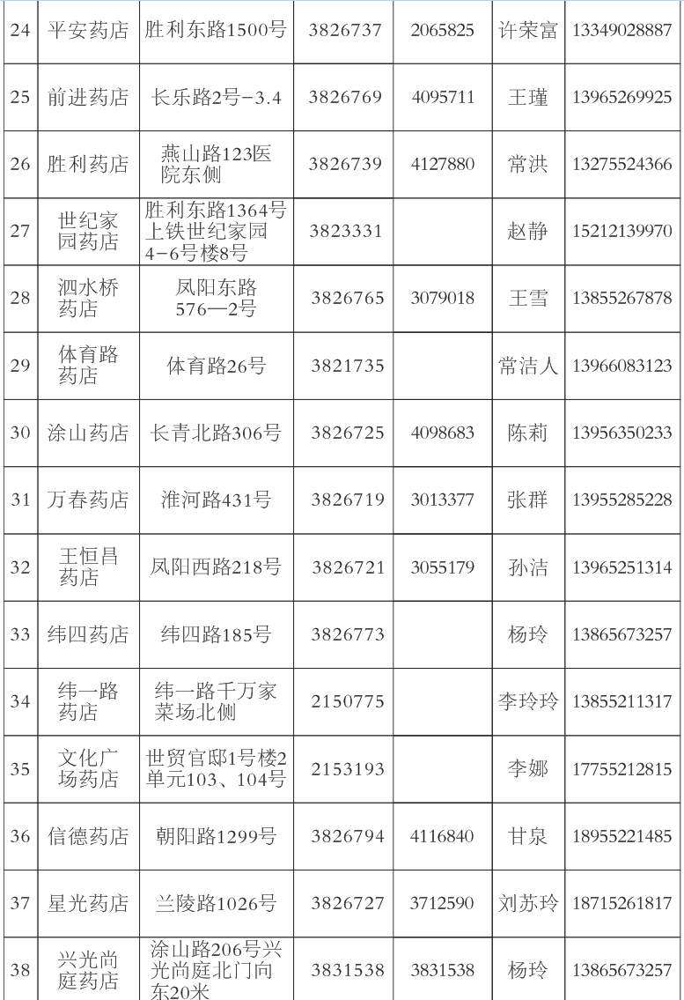 24 平安药店 胜利东路1500号 3826737 2065825 许荣富 13349028887
25 前进药店 长乐路2号-3.4 3826769 4095711 王瑾 13965269925
26 胜利药店 燕山路123医
院东侧 3826739 4127880 常洪 13275524366
27 世纪家
园药店 胜利东路1364号
上铁世纪家园
4-6号楼8号 3823331 赵静 15212139970
28 泗水桥
药店 凤阳东路
576—2号 3826765 3079018 王雪 13855267878
29 体育路
药店 体育路26号 3821735 常洁人 13966083123
30 涂山药店 长青北路306号 3826725 4098683 陈莉 13956350233
31 万春药店 淮河路431号 3826719 3013377 张群 13955285228
32 王恒昌
药店 凤阳西路218号 3826721 3055179 孙洁 13965251314
33 纬四药店 纬四路185号 3826773 杨玲 13865673257
34 纬一路
药店 纬一路千万家
菜场北侧 2150775 李玲玲 13855211317
35 文化广
场药店 世贸官邸1号楼2
单元103、104号 2153193 李娜 17755212815
36 信德药店 朝阳路1299号 3826794 4116840 甘泉 18955221485
37 星光药店 兰陵路1026号 3826727 3712590 刘苏玲 18715261817
38 兴光尚
庭药店 涂山路206号兴
光尚庭北门向
东20米 3831538 3831538 杨玲 13865673257